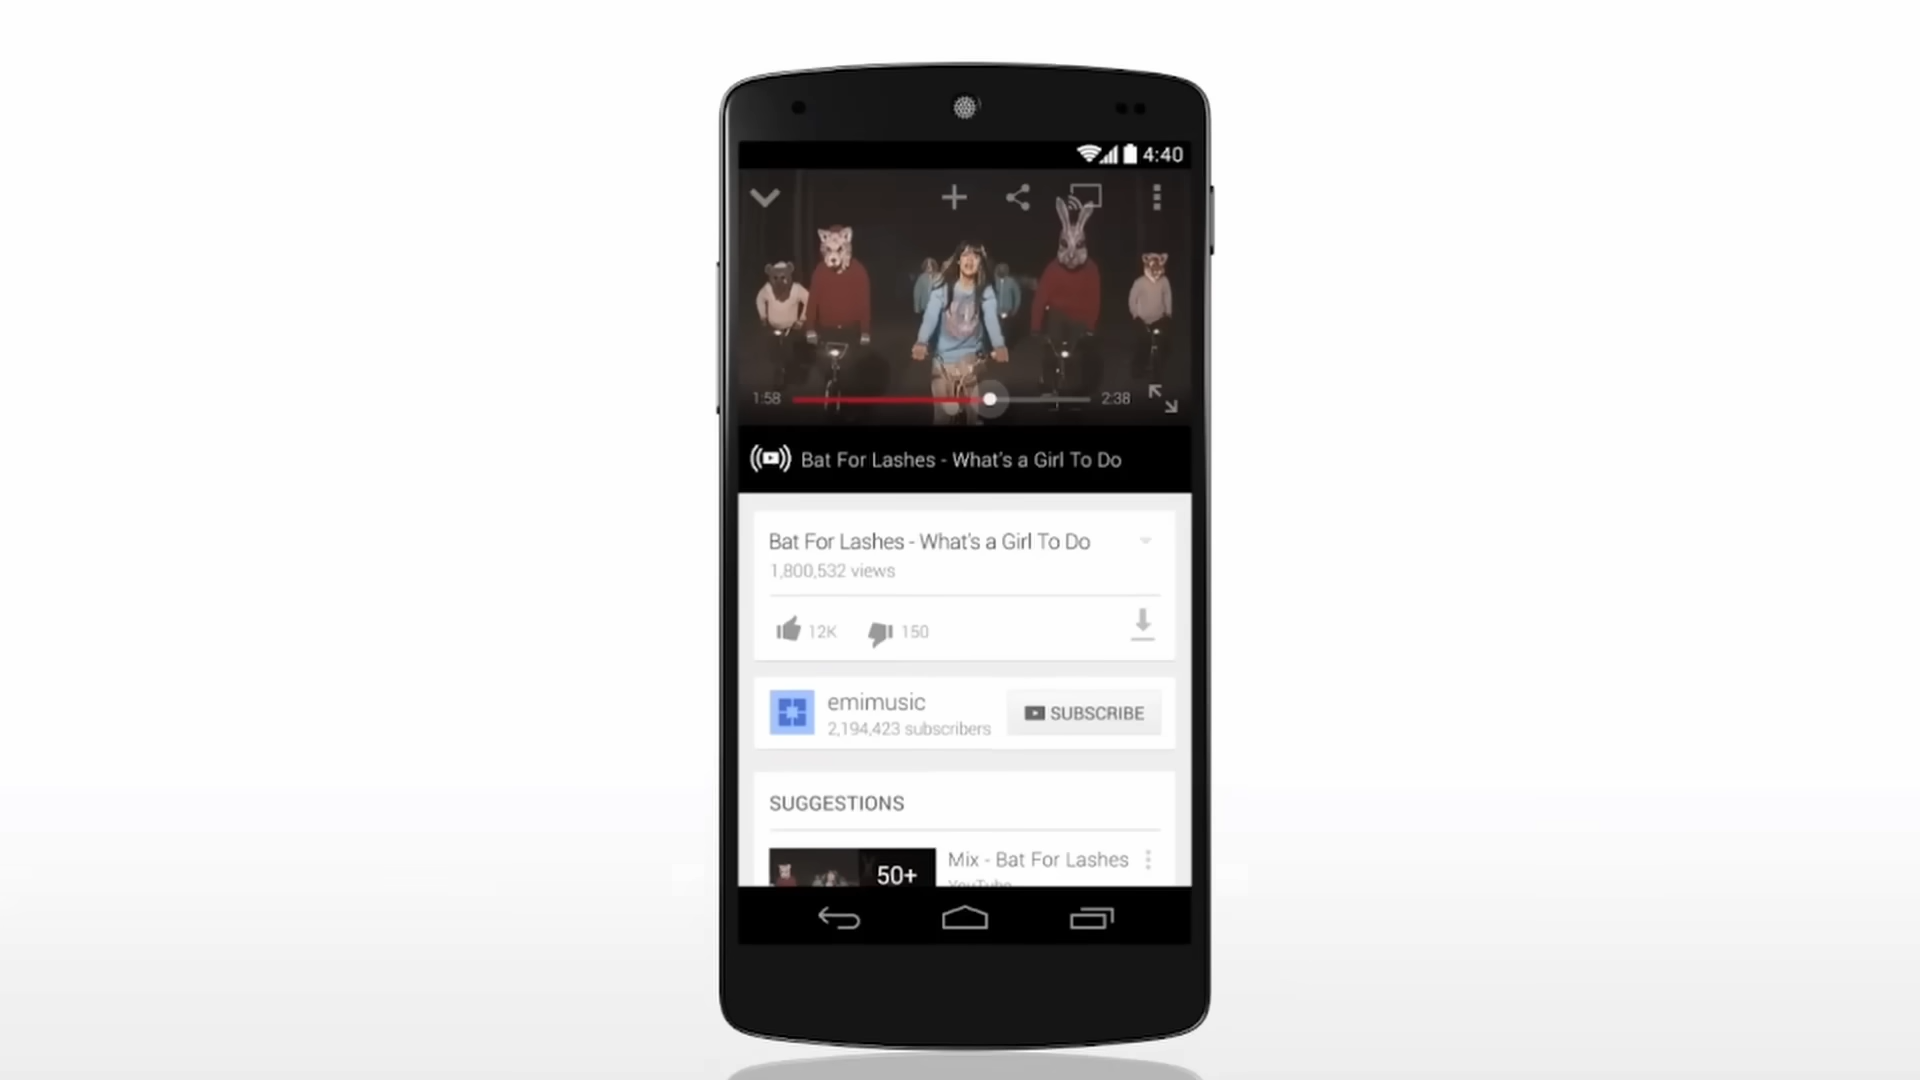 4:40
1:58 2:38
Bat For Lashes - What's a Girl To Do
Bat For Lashes - What's a Girl To Do
1,800,532 views
12K 150
emimusic
2,194,423 subscribers
SUBSCRIBE
SUGGESTIONS
50+
Mix - Bat For Lashes
YouTube